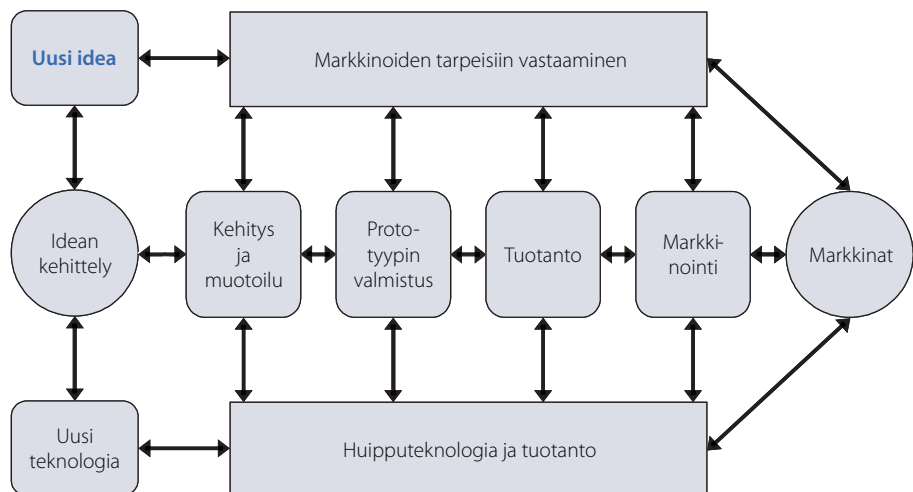 Uusi idea
Markkinoiden tarpeisiin vastaaminen
Idean
kehittely
Kehitys
ja
muotoilu
Proto-
tyypin
valmistus
Tuotanto
Markki-
nointi
Markkinat
Uusi
teknologia
Huipputeknologia ja tuotanto